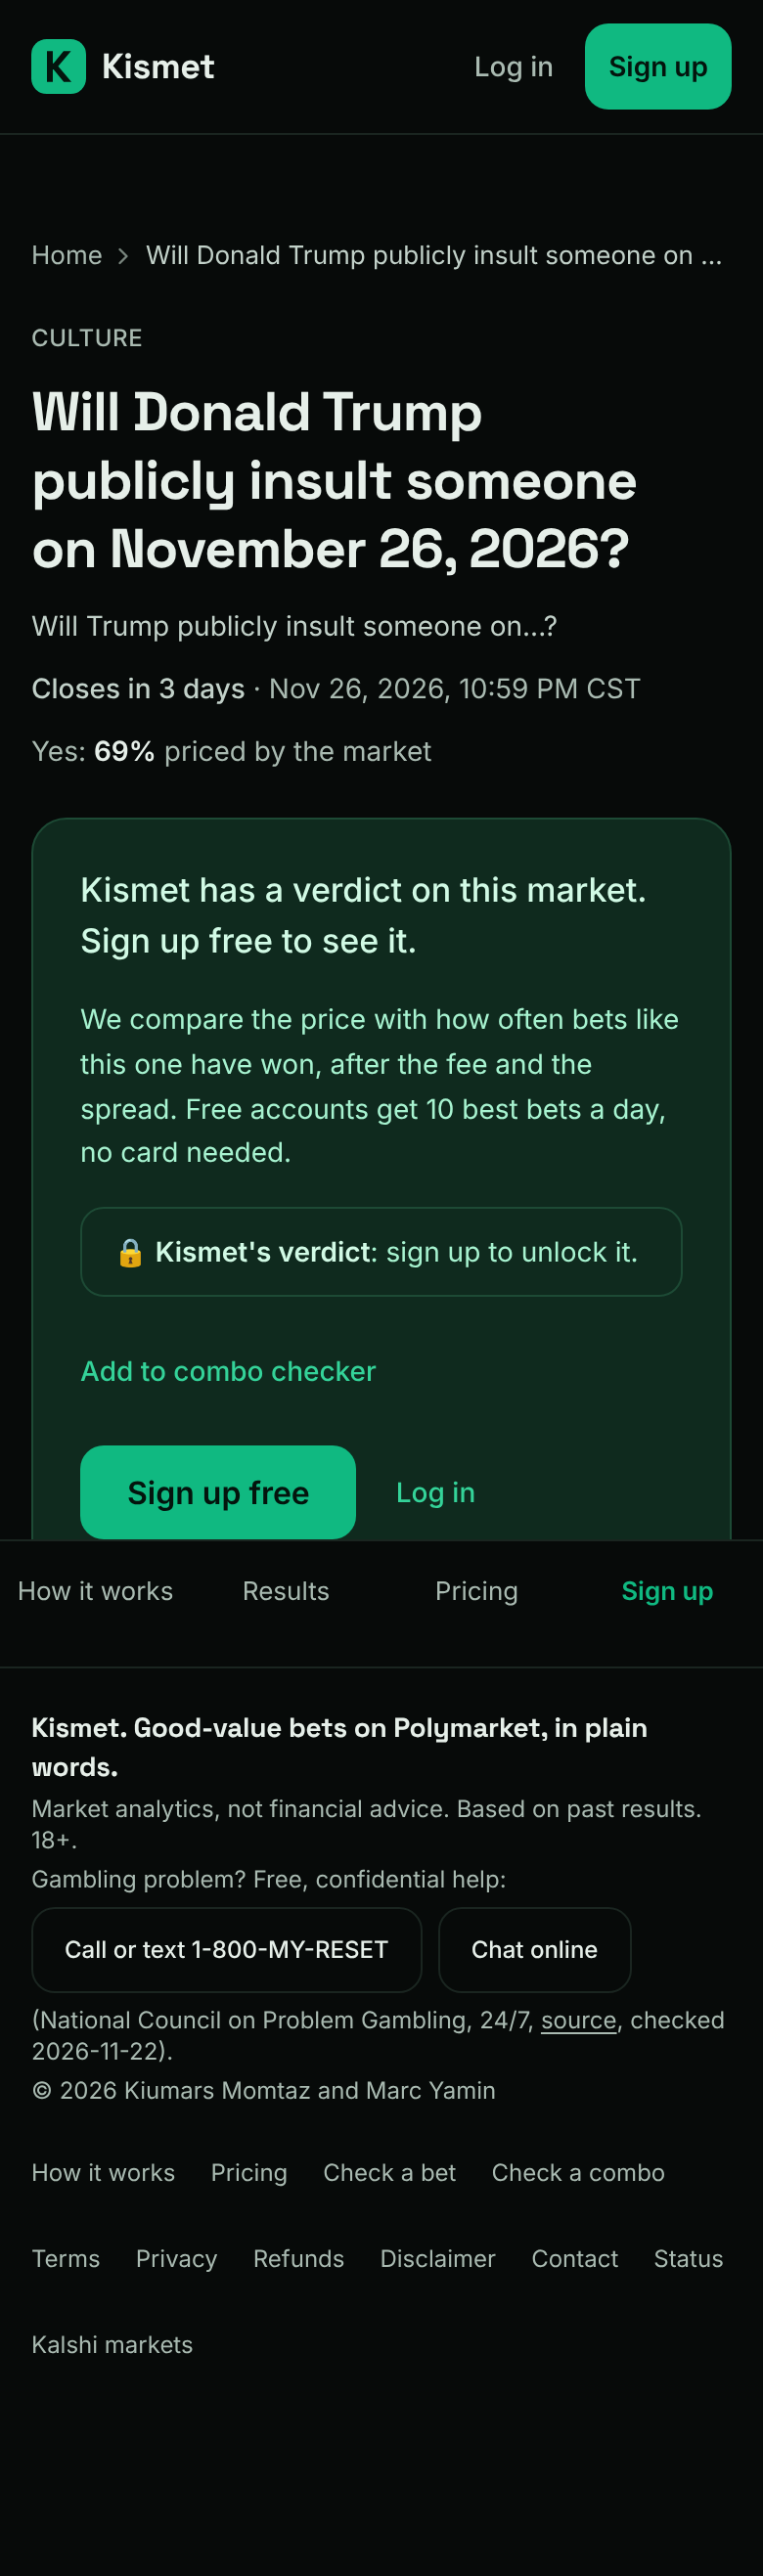 K Kismet
Log in
Sign up
Home > Will Donald Trump publicly insult someone on ...
CULTURE
Will Donald Trump
publicly insult someone
on November 26, 2026?
Will Trump publicly insult someone on...?
Closes in 3 days · Nov 26, 2026, 10:59 PM CST
Yes: 69% priced by the market
Kismet has a verdict on this market.
Sign up free to see it.
We compare the price with how often bets like
this one have won, after the fee and the
spread. Free accounts get 10 best bets a day,
no card needed.
🔒 Kismet's verdict: sign up to unlock it.
Add to combo checker
Sign up free
Log in
How it works
Results
Pricing
Sign up
Kismet. Good-value bets on Polymarket, in plain
words.
Market analytics, not financial advice. Based on past results.
18+.
Gambling problem? Free, confidential help:
Call or text 1-800-MY-RESET
Chat online
(National Council on Problem Gambling, 24/7, source, checked
2026-11-22).
© 2026 Kiumars Momtaz and Marc Yamin
How it works
Pricing
Check a bet
Check a combo
Terms
Privacy
Refunds
Disclaimer
Contact
Status
Kalshi markets